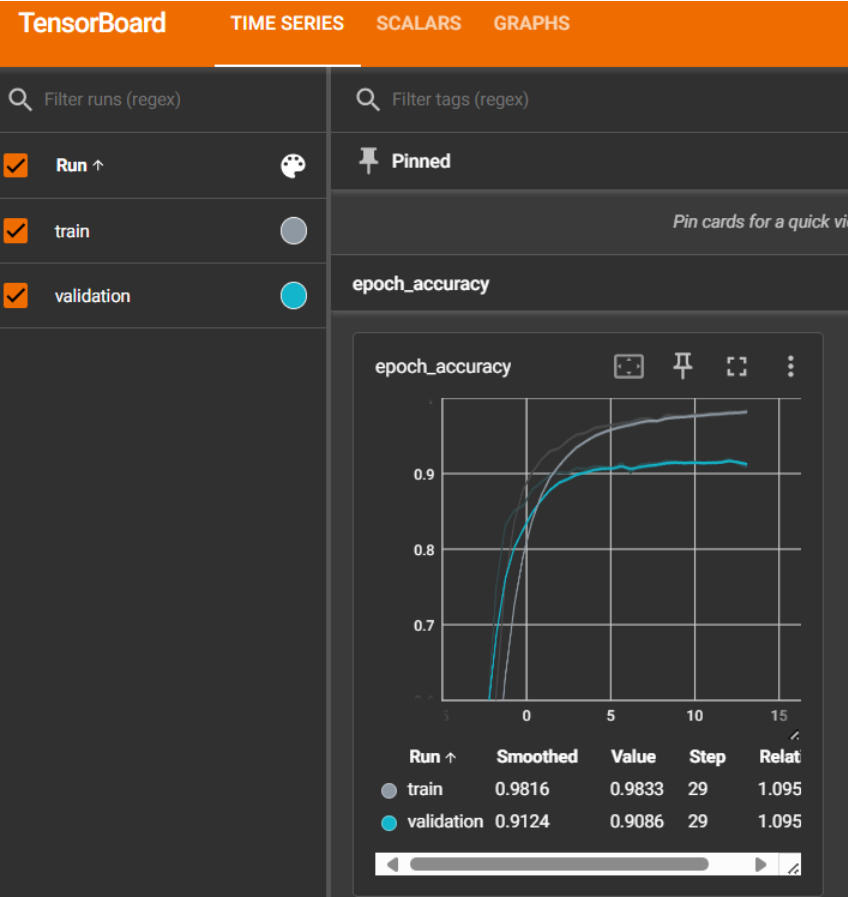 TensorBoard TIME SERIES SCALARS GRAPHS
Filter runs (regex)
Run ↑
train
validation
Filter tags (regex)
Pinned
Pin cards for a quick
epoch_accuracy
epoch_accuracy
0.9
0.8
0.7
5 0 5 10 15
Run ↑ Smoothed Value Step Relati
train 0.9816 0.9833 29 1.095
validation 0.9124 0.9086 29 1.095